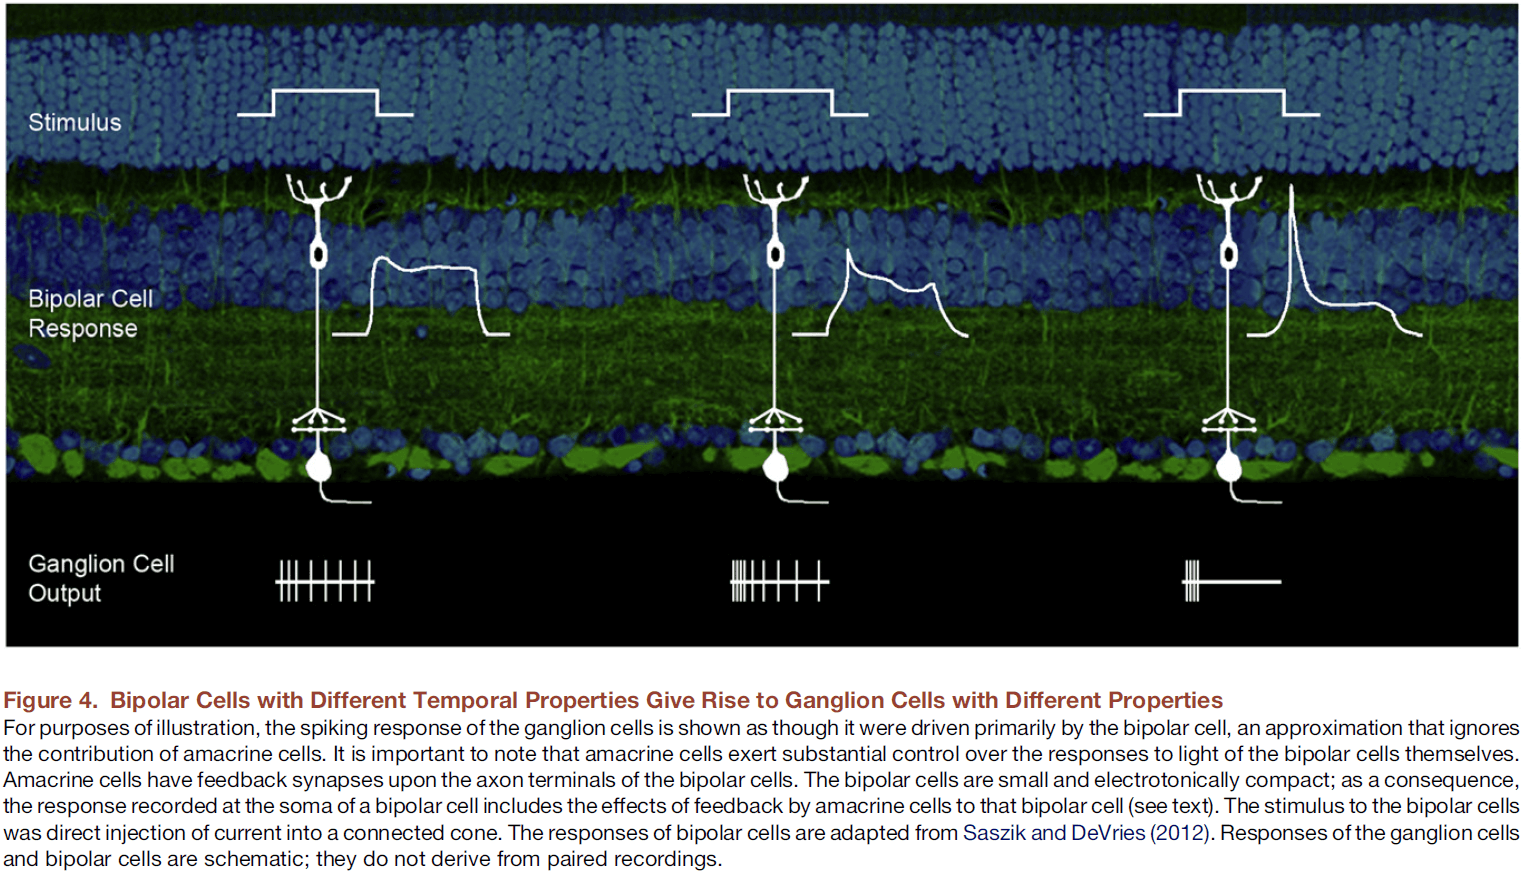 Stimulus
Bipolar Cell
Response
Ganglion Cell
Output
Figure 4. Bipolar Cells with Different Temporal Properties Give Rise to Ganglion Cells with Different Properties
For purposes of illustration, the spiking response of the ganglion cells is shown as though it were driven primarily by the bipolar cell, an approximation that ignores
the contribution of amacrine cells. It is important to note that amacrine cells exert substantial control over the responses to light of the bipolar cells themselves.
Amacrine cells have feedback synapses upon the axon terminals of the bipolar cells. The bipolar cells are small and electrotonically compact; as a consequence,
the response recorded at the soma of a bipolar cell includes the effects of feedback by amacrine cells to that bipolar cell (see text). The stimulus to the bipolar cells
was direct injection of current into a connected cone. The responses of bipolar cells are adapted from Saszik and DeVries (2012). Responses of the ganglion cells
and bipolar cells are schematic; they do not derive from paired recordings.